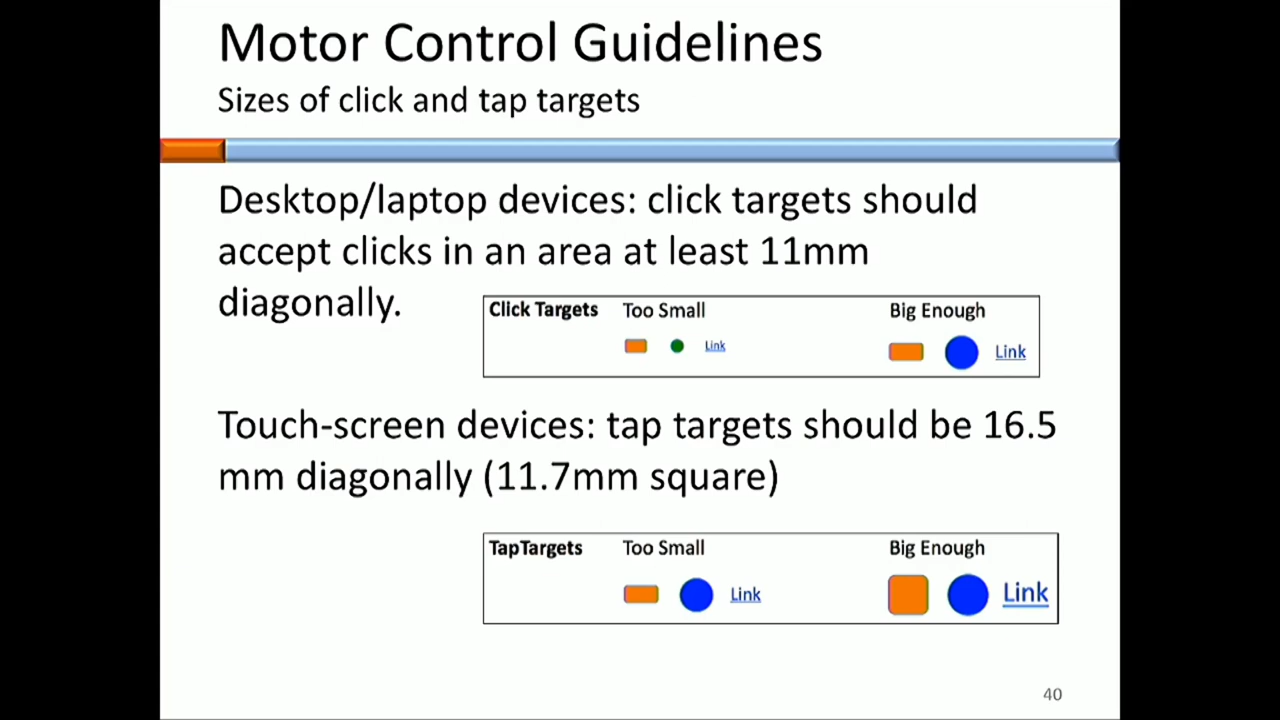 Motor Control Guidelines
Sizes of click and tap targets
Desktop/laptop devices: click targets should
accept clicks in an area at least 11mm
diagonally.
Click Targets Too Small Big Enough
Link Link
Touch-screen devices: tap targets should be 16.5
mm diagonally (11.7mm square)
TapTargets Too Small Big Enough
Link Link
40